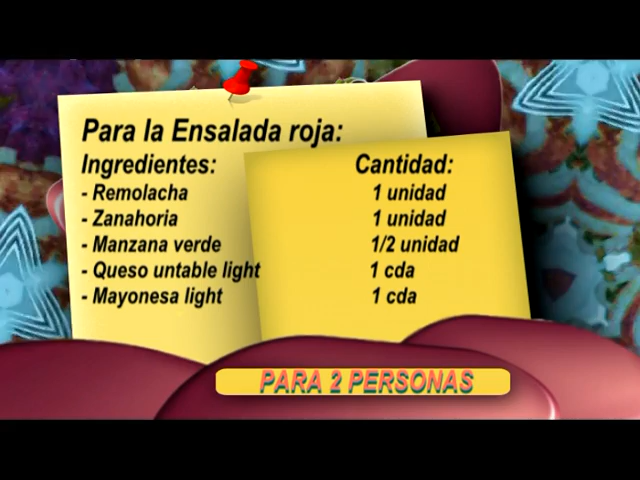 Para la Ensalada roja:
Ingredientes: Cantidad:
- Remolacha 1 unidad
- Zanahoria 1 unidad
- Manzana verde 1/2 unidad
- Queso untable light 1 cda
- Mayonesa light 1 cda
PARA 2 PERSONAS